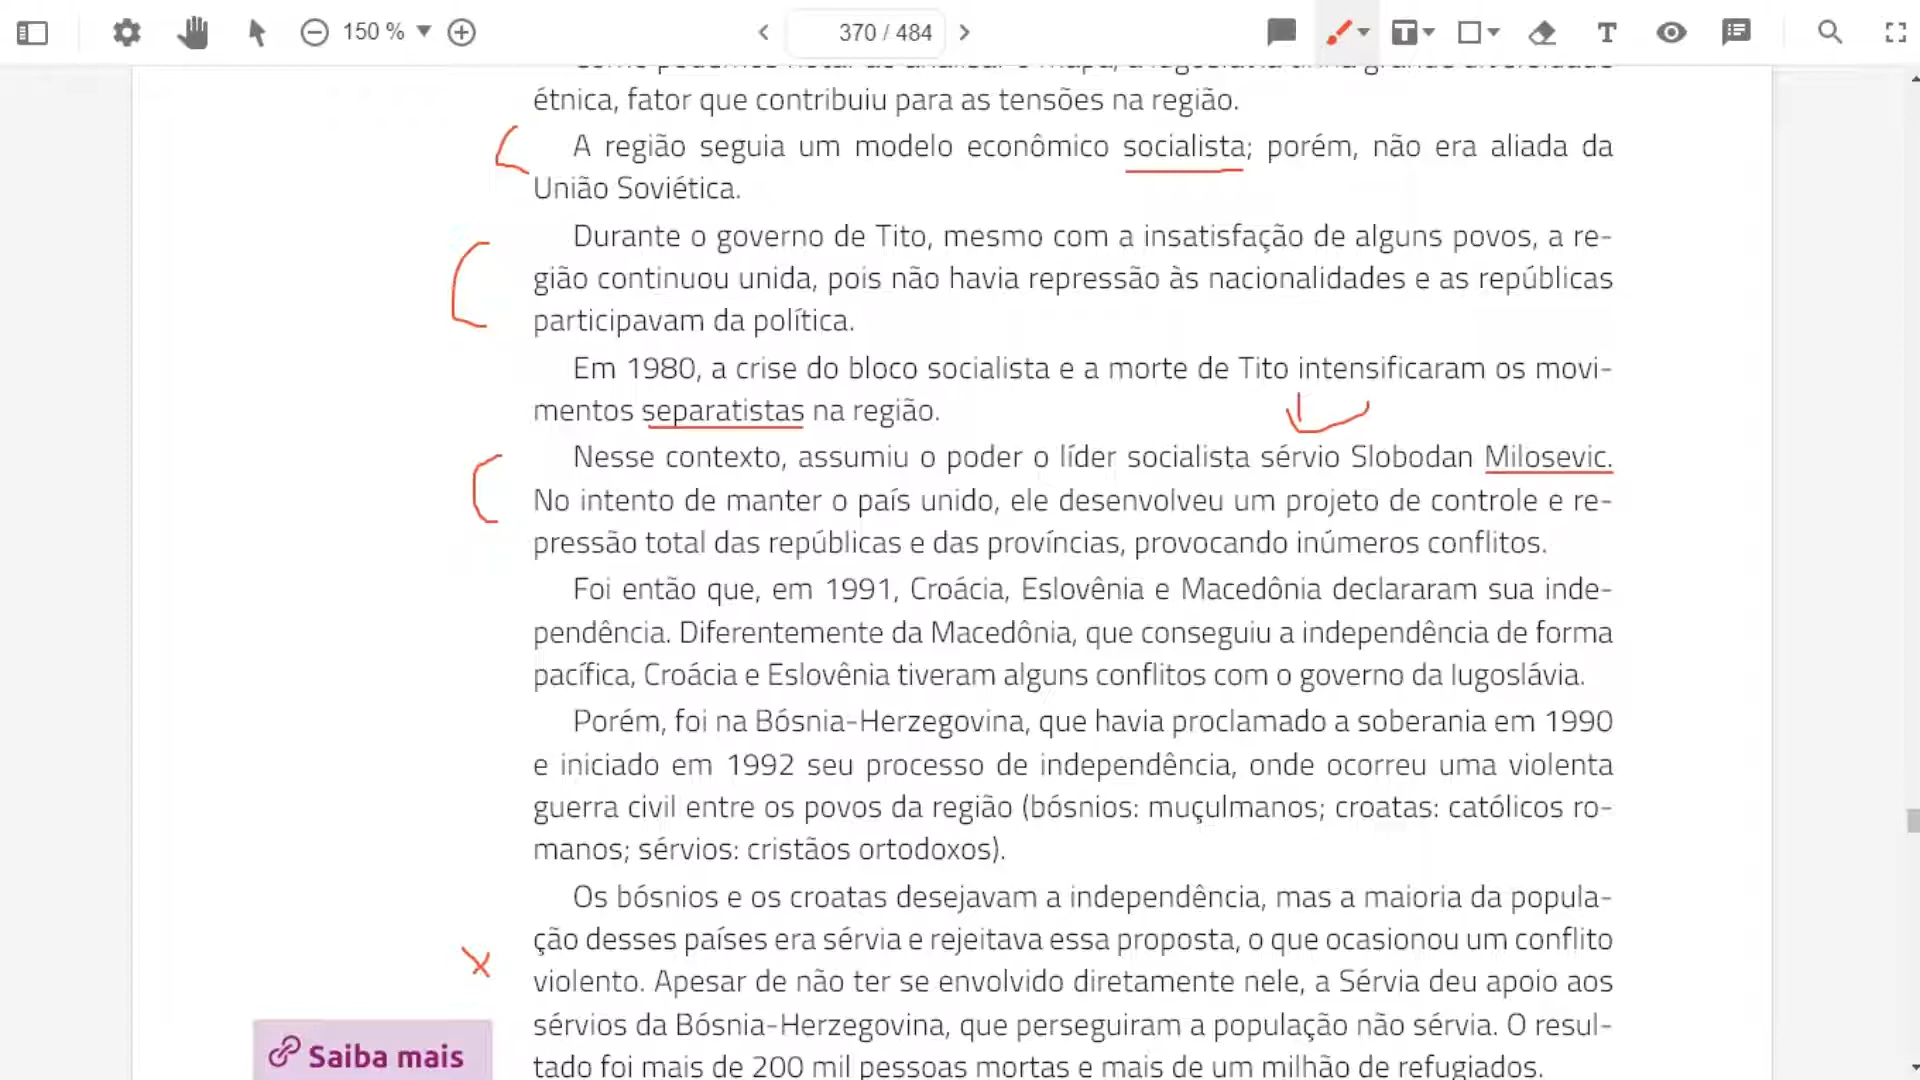 150 %
370 / 484
étnica, fator que contribuiu para as tensões na região.
A região seguia um modelo econômico socialista; porém, não era aliada da
União Soviética.
Durante o governo de Tito, mesmo com a insatisfação de alguns povos, a re-
gião continuou unida, pois não havia repressão às nacionalidades e as repúblicas
participavam da política.
Em 1980, a crise do bloco socialista e a morte de Tito intensificaram os movi-
mentos separatistas na região.
Nesse contexto, assumiu o poder o líder socialista sérvio Slobodan Milosevic.
No intento de manter o país unido, ele desenvolveu um projeto de controle e re-
pressão total das repúblicas e das províncias, provocando inúmeros conflitos.
Foi então que, em 1991, Croácia, Eslovênia e Macedônia declararam sua inde-
pendência. Diferentemente da Macedônia, que conseguiu a independência de forma
pacífica, Croácia e Eslovênia tiveram alguns conflitos com o governo da Iugoslávia.
Porém, foi na Bósnia-Herzegovina, que havia proclamado a soberania em 1990
e iniciado em 1992 seu processo de independência, onde ocorreu uma violenta
guerra civil entre os povos da região (bósnios: muçulmanos; croatas: católicos ro-
manos; sérvios: cristãos ortodoxos).
Os bósnios e os croatas desejavam a independência, mas a maioria da popula-
ção desses países era sérvia e rejeitava essa proposta, o que ocasionou um conflito
violento. Apesar de não ter se envolvido diretamente nele, a Sérvia deu apoio aos
sérvios da Bósnia-Herzegovina, que perseguiram a população não sérvia. O resul-
tado foi mais de 200 mil pessoas mortas e mais de um milhão de refugiados.
Saiba mais